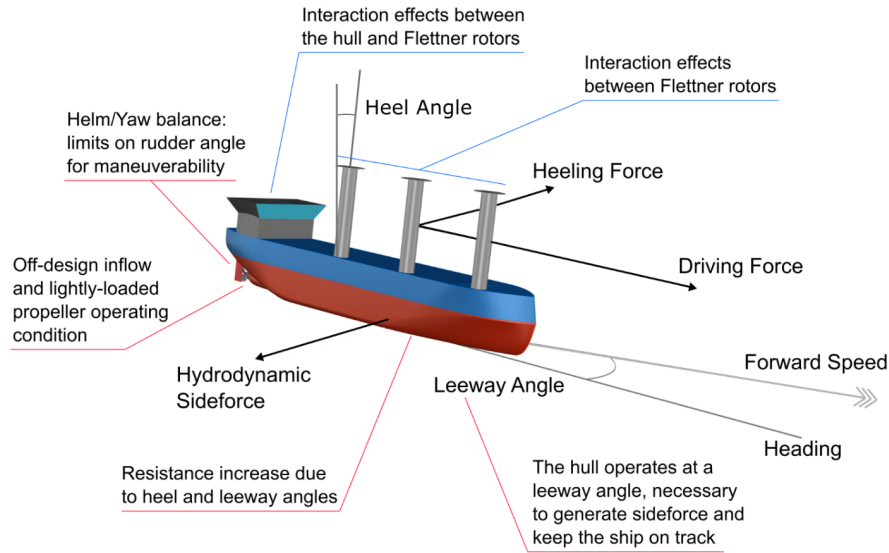 Interaction effects between
the hull and Flettner rotors
Interaction effects
between Flettner rotors
Heel Angle
Helm/Yaw balance:
limits on rudder angle
for maneuverability
Heeling Force
Driving Force
Off-design inflow
and lightly-loaded
propeller operating
condition
Hydrodynamic
Sideforce
Leeway Angle
Forward Speed
Heading
Resistance increase due
to heel and leeway angles
The hull operates at a
leeway angle, necessary
to generate sideforce and
keep the ship on track